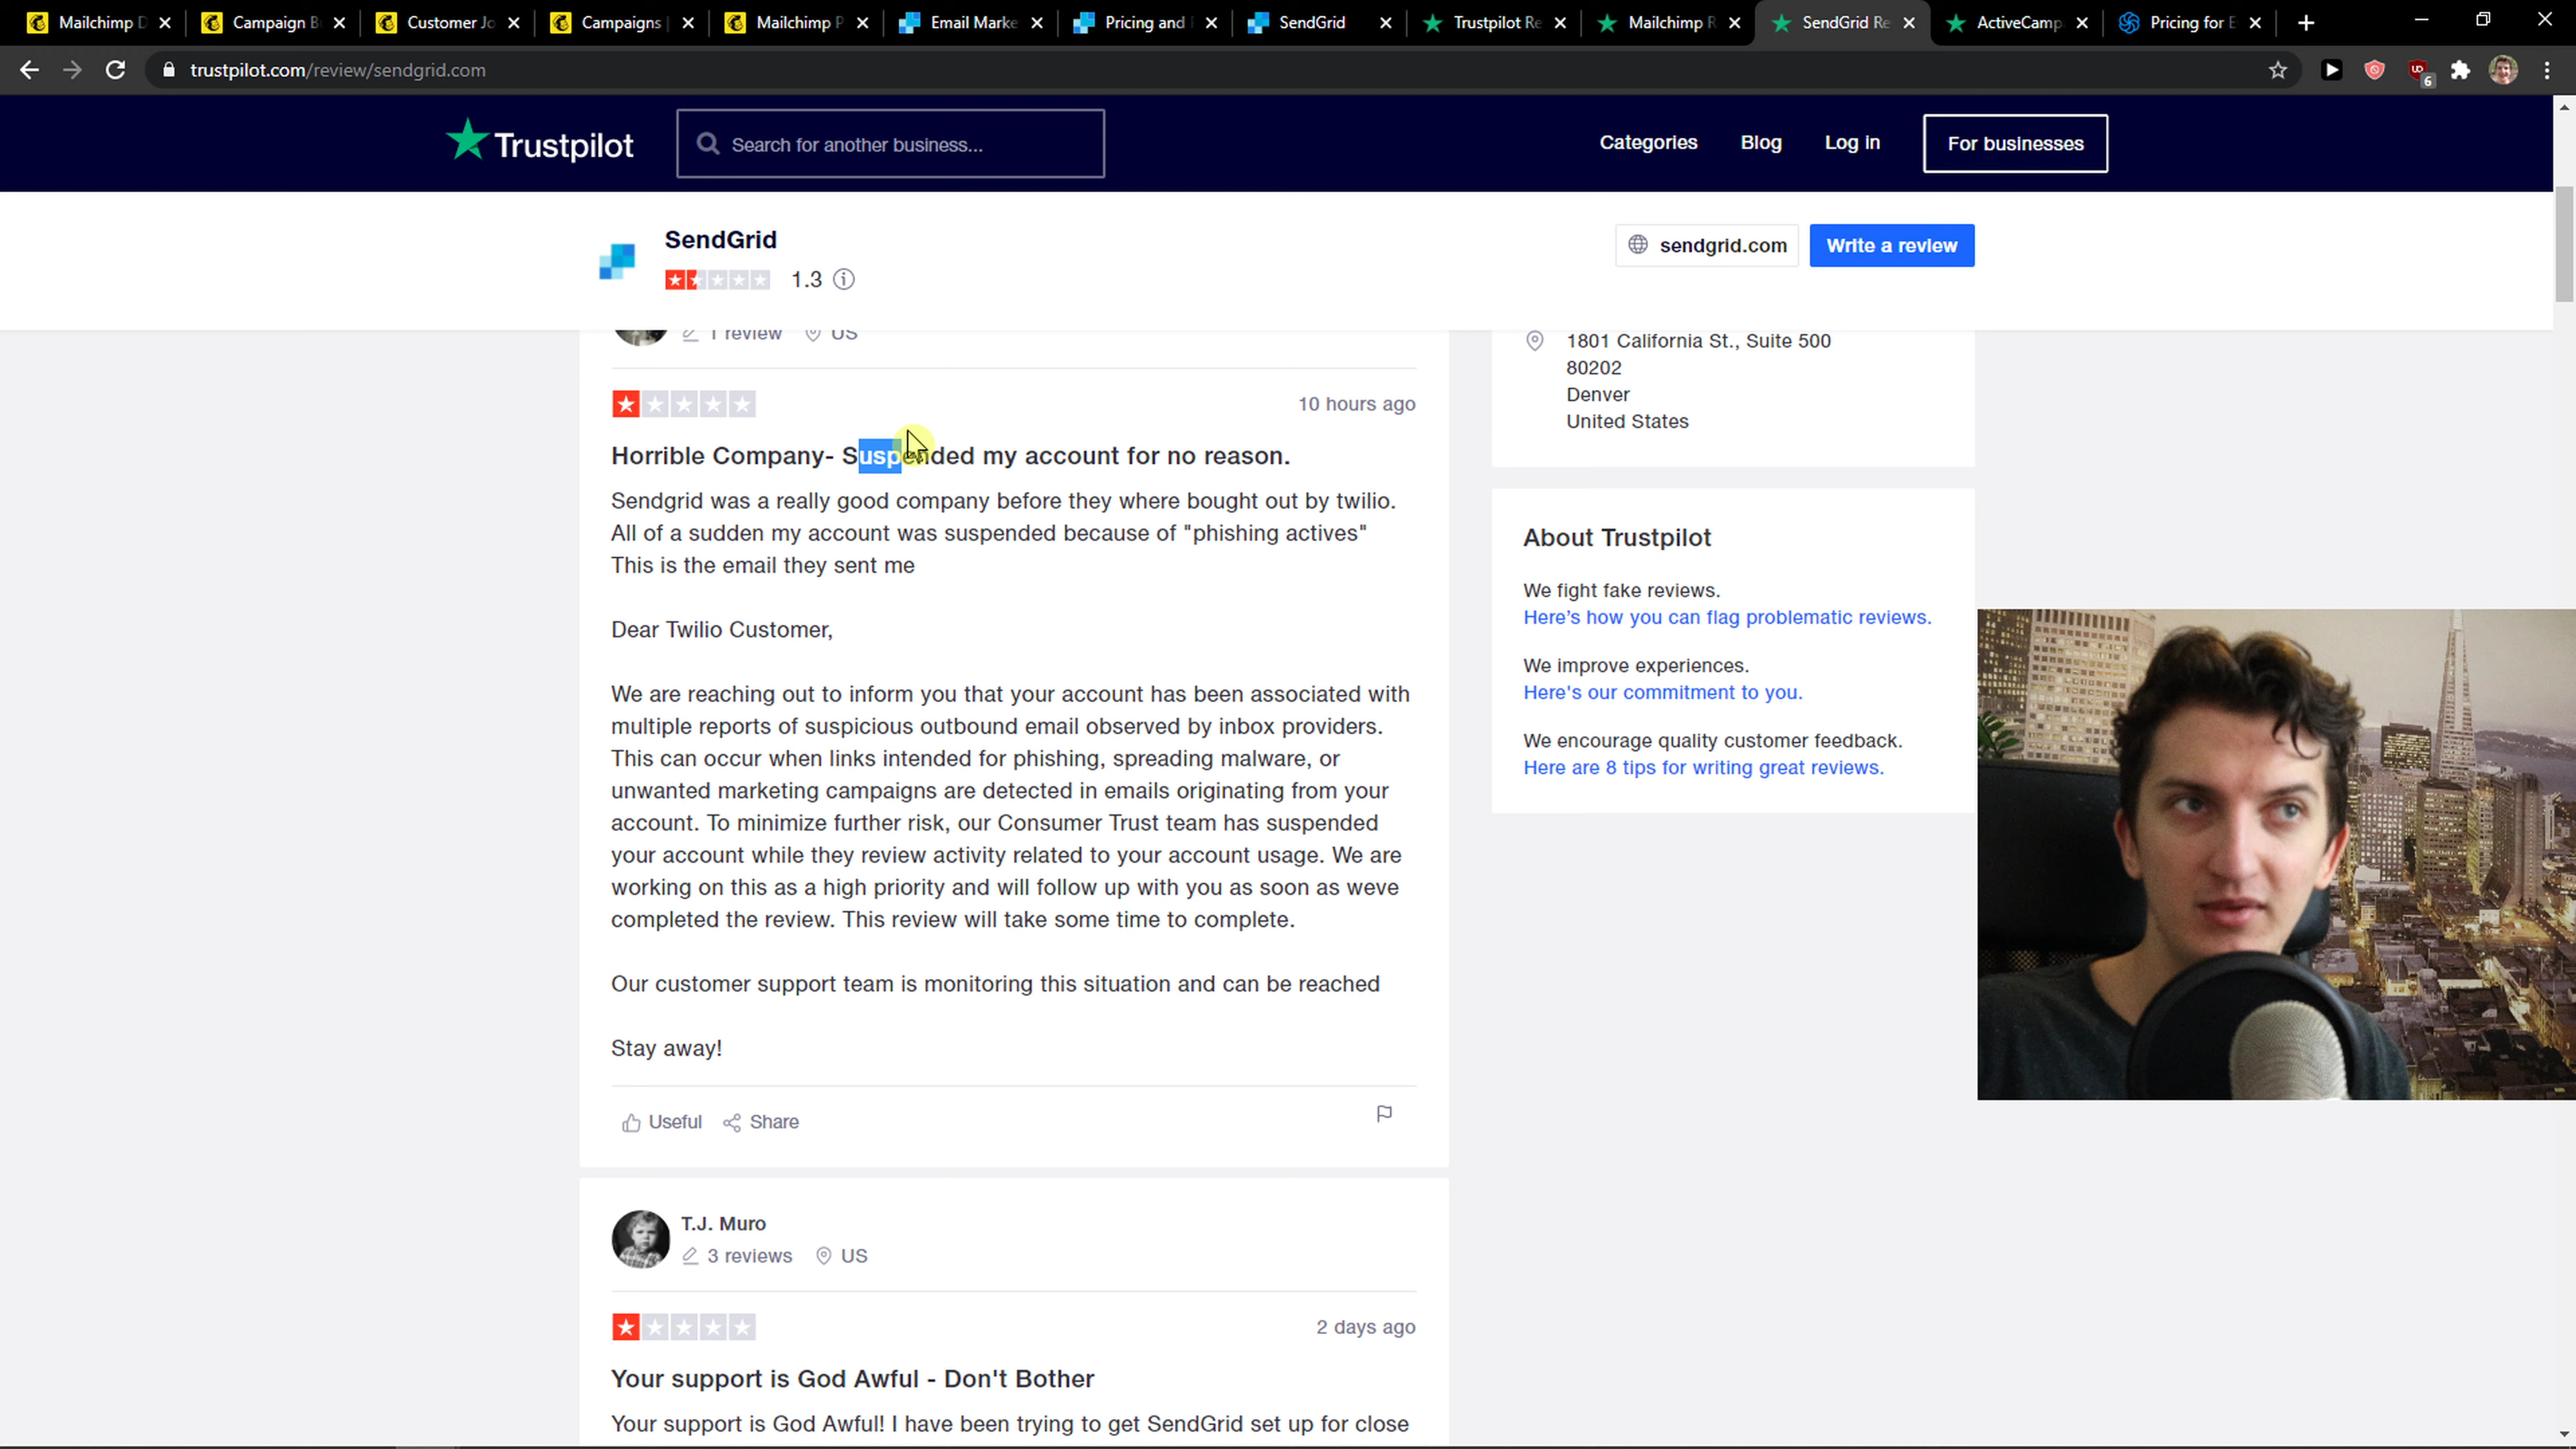 Mailchimp D
Campaign B
Customer Jo
Campaigns
Mailchimp P
Email Marke
Pricing and
SendGrid
Trustpilot Re
Mailchimp R
SendGrid Re
ActiveCamp
Pricing for E
trustpilot.com/review/sendgrid.com
6
Trustpilot
Search for another business...
Categories
Blog
Log in
For businesses
SendGrid
1.3
sendgrid.com
Write a review
1 review
US
10 hours ago
Horrible Company- Suspended my account for no reason.
Sendgrid was a really good company before they where bought out by twilio.
All of a sudden my account was suspended because of "phishing actives"
This is the email they sent me
Dear Twilio Customer,
We are reaching out to inform you that your account has been associated with
multiple reports of suspicious outbound email observed by inbox providers.
This can occur when links intended for phishing, spreading malware, or
unwanted marketing campaigns are detected in emails originating from your
account. To minimize further risk, our Consumer Trust team has suspended
your account while they review activity related to your account usage. We are
working on this as a high priority and will follow up with you as soon as weve
completed the review. This review will take some time to complete.
Our customer support team is monitoring this situation and can be reached
Stay away!
Useful
Share
T.J. Muro
3 reviews
US
2 days ago
Your support is God Awful - Don't Bother
Your support is God Awful! I have been trying to get SendGrid set up for close
1801 California St., Suite 500
80202
Denver
United States
About Trustpilot
We fight fake reviews.
Here's how you can flag problematic reviews.
We improve experiences.
Here's our commitment to you.
We encourage quality customer feedback.
Here are 8 tips for writing great reviews.